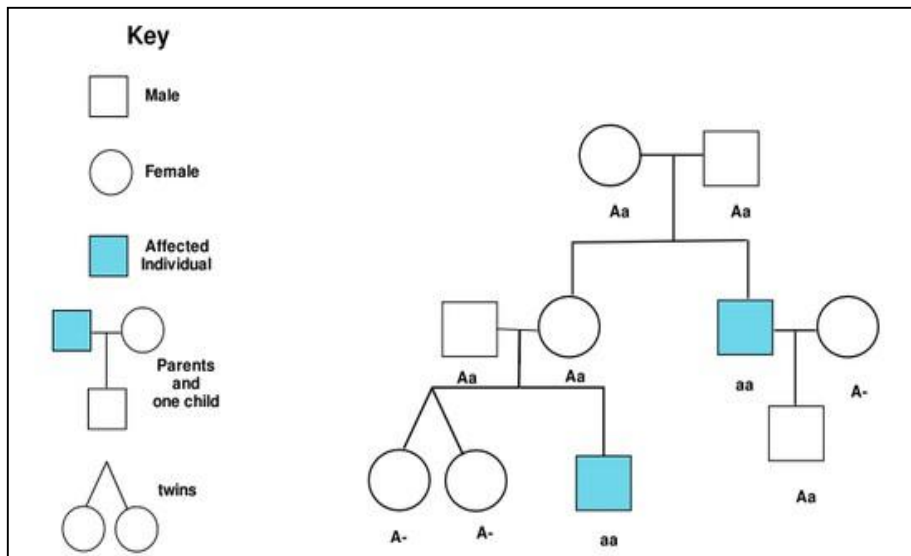 Key
Male
Female
Affected
Individual
Parents
and
one child
twins
Aa
Aa
Aa
Aa
aa
A-
Aa
A-
A-
aa